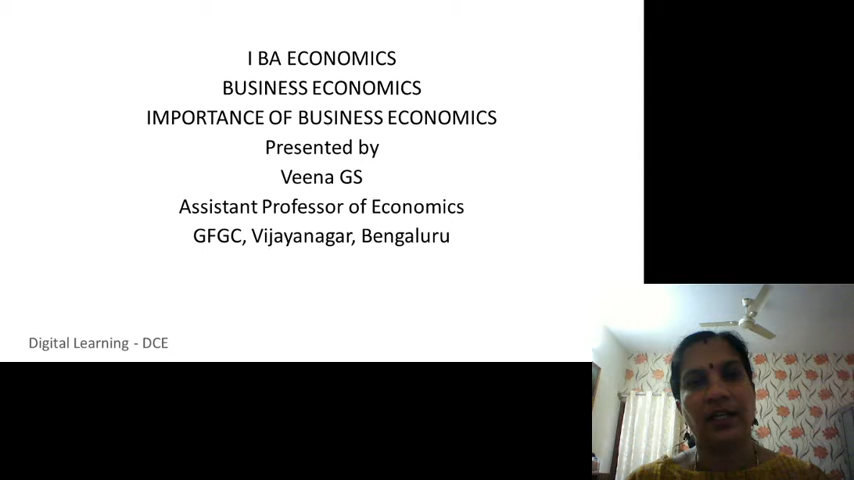 I BA ECONOMICS
BUSINESS ECONOMICS
IMPORTANCE OF BUSINESS ECONOMICS
Presented by
Veena GS
Assistant Professor of Economics
GFGC, Vijayanagar, Bengaluru
Digital Learning - DCE